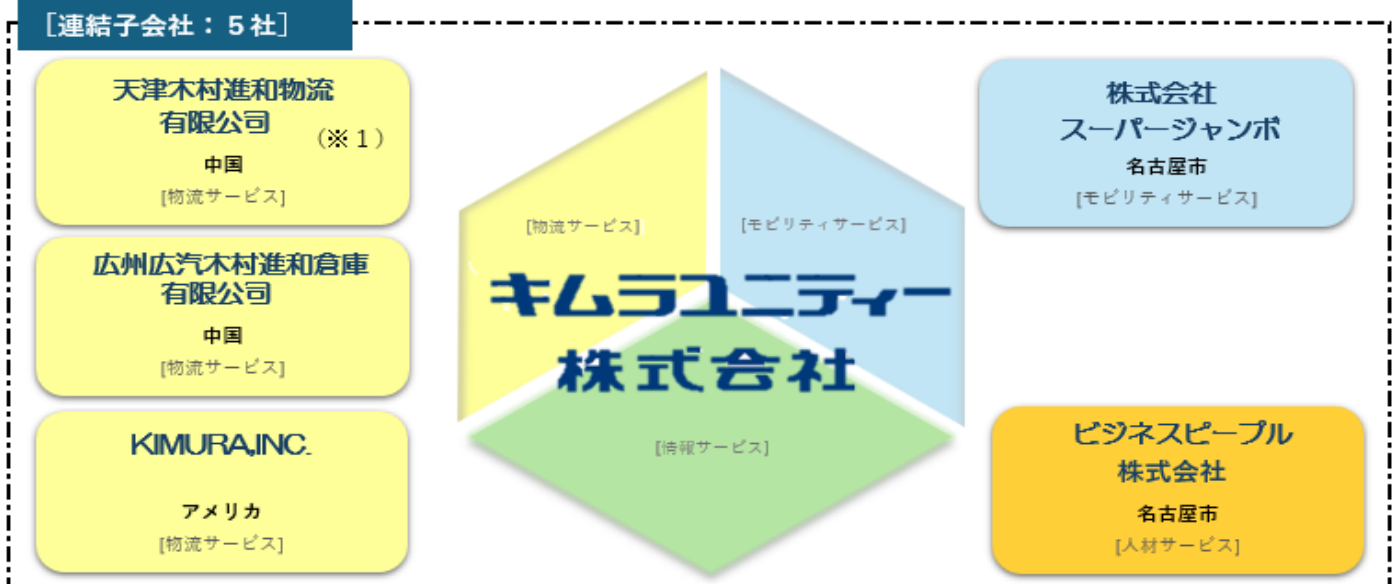 ［連結子会社：５社］
天津木村進和物流
有限公司
（※１）
中国
[物流サービス]
広州広汽木村進和倉庫
有限公司
中国
[物流サービス]
KIMURA,INC.
アメリカ
[物流サービス]
[物流サービス]
[モビリティサービス]
キムラユニティー
株式会社
[情報サービス]
株式会社
スーパージャンボ
名古屋市
[モビリティサービス]
ビジネスピープル
株式会社
名古屋市
[人材サービス]